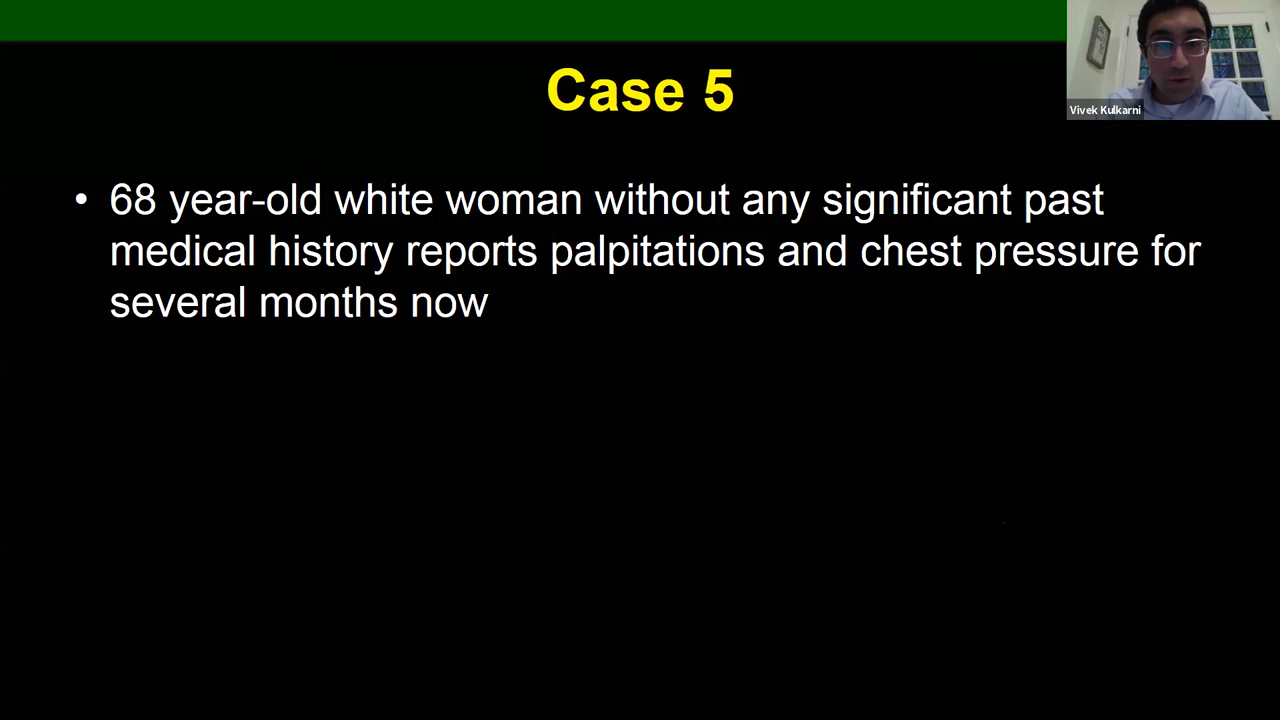 Case 5
• 68 year-old white woman without any significant past
medical history reports palpitations and chest pressure for
several months now
Vivek Kulkarni